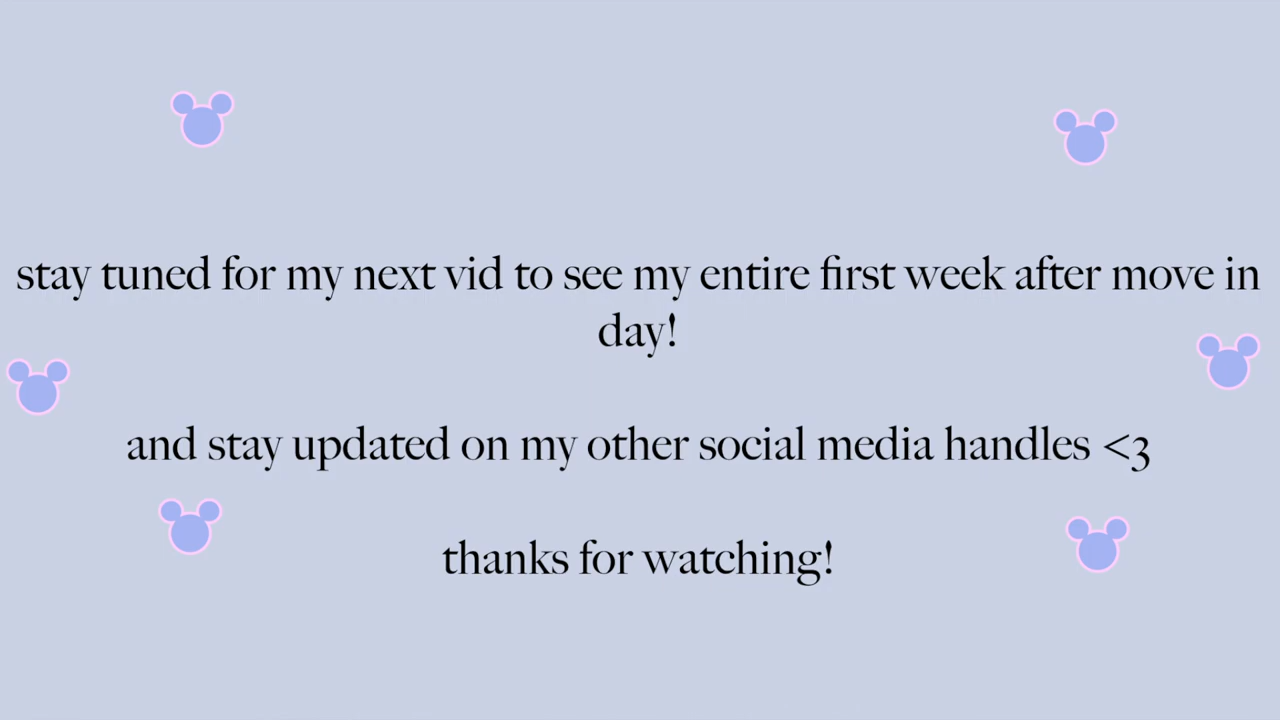 stay tuned for my next vid to see my entire first week after move in
day!
and stay updated on my other social media handles <3
thanks for watching!